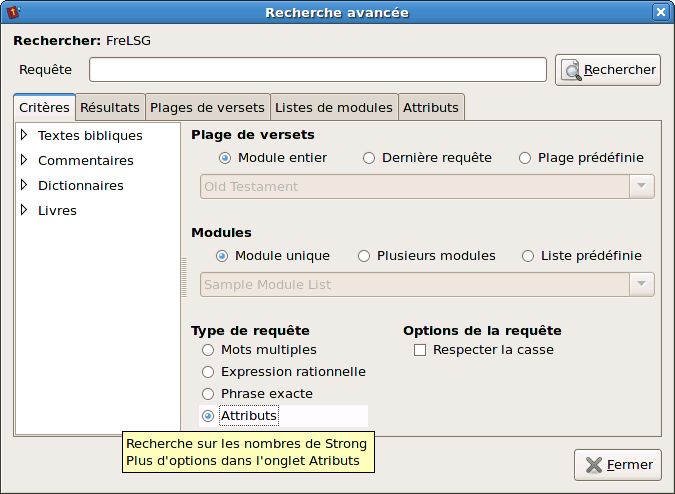 Recherche avancée
Rechercher: FreLSG
Requête
Rechercher
Critères Résultats Plages de versets Listes de modules Attributs
Textes bibliques
Commentaires
Dictionnaires
Livres
Plage de versets
Module entier Dernière requête Plage prédéfinie
Old Testament
Modules
Module unique Plusieurs modules Liste prédéfinie
Sample Module List
Type de requête
Mots multiples
Expression rationnelle
Phrase exacte
Attributs
Options de la requête
Respecter la casse
Recherche sur les nombres de Strong
Plus d'options dans l'onglet Atributs
Fermer